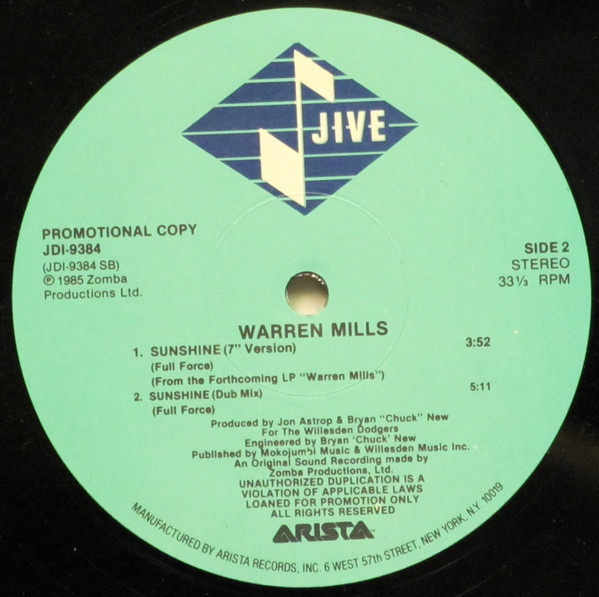 JIVE
PROMOTIONAL COPY
JDI-9384
(JDI-9384 SB)
℗ 1985 Zomba
Productions Ltd.
SIDE 2
STEREO
33⅓ RPM
WARREN MILLS
1. SUNSHINE (7" Version) 3:52
(Full Force)
(From the Forthcoming LP "Warren Mills")
2. SUNSHINE (Dub Mix) 5:11
(Full Force)
Produced by Jon Astrop & Bryan "Chuck" New
For The Willesden Dodgers
Engineered by Bryan 'Chuck' New
Published by Mokojumbi Music & Willesden Music Inc.
An Original Sound Recording made by
Zomba Productions, Ltd.
UNAUTHORIZED DUPLICATION IS A
VIOLATION OF APPLICABLE LAWS
LOANED FOR PROMOTION ONLY
ALL RIGHTS RESERVED
ARISTA
MANUFACTURED BY ARISTA RECORDS, INC. 6 WEST 57th STREET, NEW YORK, N.Y. 10019